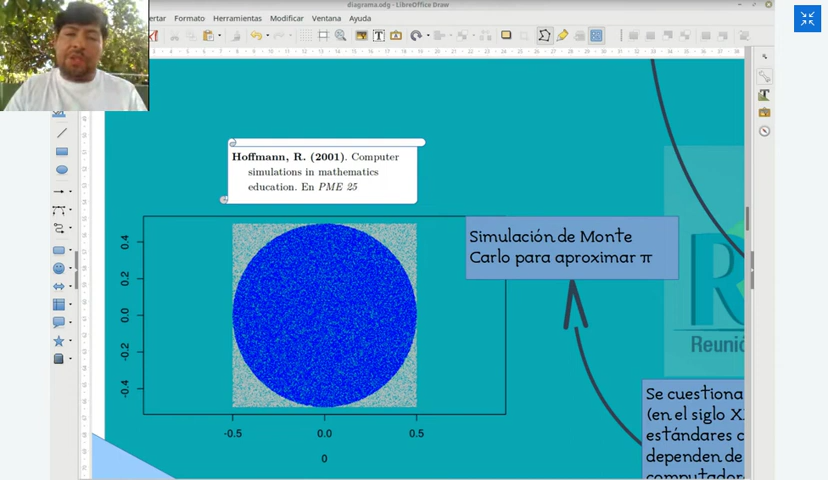 diagrama.odg - LibreOffice Draw
ertar Formato Herramientas Modificar Ventana Ayuda
Hoffmann, R. (2001). Computer
simulations in mathematics
education. En PME 25
Simulación de Monte
Carlo para aproximar π
0.4
0.2
0.0
-0.2
-0.4
-0.5 0.0 0.5
0
R
Reunió
Se cuestiona
(en el siglo X
estándares
dependen de
computador